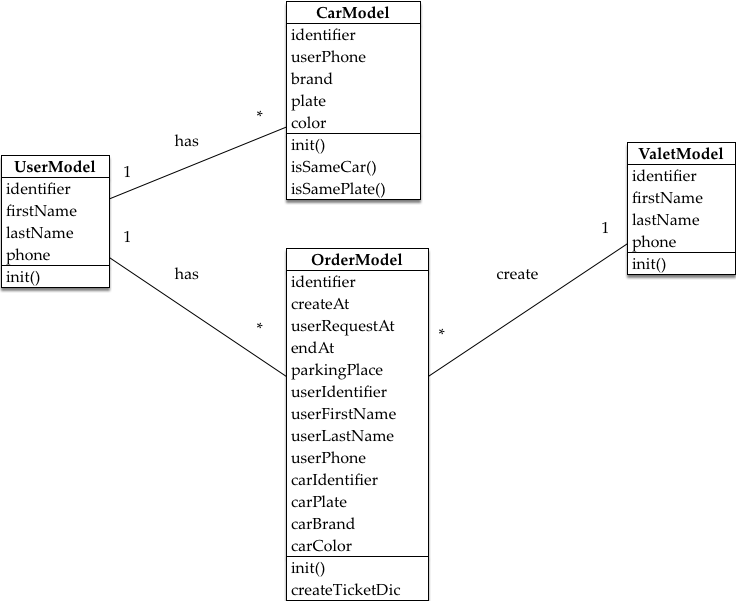 CarModel
identifier
userPhone
brand
plate
color
init()
isSameCar()
isSamePlate()
*
has
1
UserModel
identifier
firstName
lastName
phone
init()
1
has
*
OrderModel
identifier
createAt
userRequestAt
endAt
parkingPlace
userIdentifier
userFirstName
userLastName
userPhone
carIdentifier
carPlate
carBrand
carColor
init()
createTicketDic
*
create
1
ValetModel
identifier
firstName
lastName
phone
init()